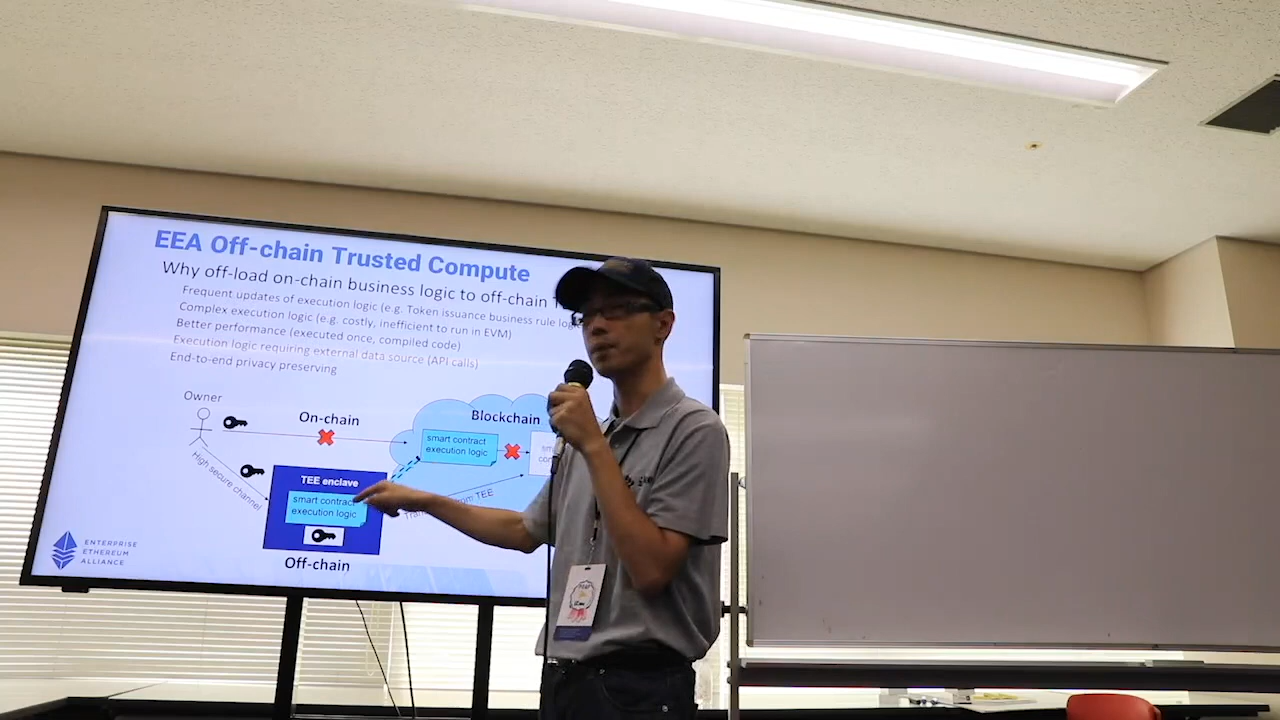 EEA Off-chain Trusted Compute
Why off-load on-chain business logic to off-chain
Frequent updates of execution logic (e.g. Token issuance business rule
Complex execution logic (e.g. costly, inefficient to run in EVM)
Better performance (executed once, compiled code)
Execution logic requiring external data source (API calls)
End-to-end privacy preserving
Owner
On-chain
Blockchain
smart contract
execution logic
High secure channel
TEE enclave
smart contract
execution logic
TEE
Off-chain
ENTERPRISE
ETHEREUM
ALLIANCE